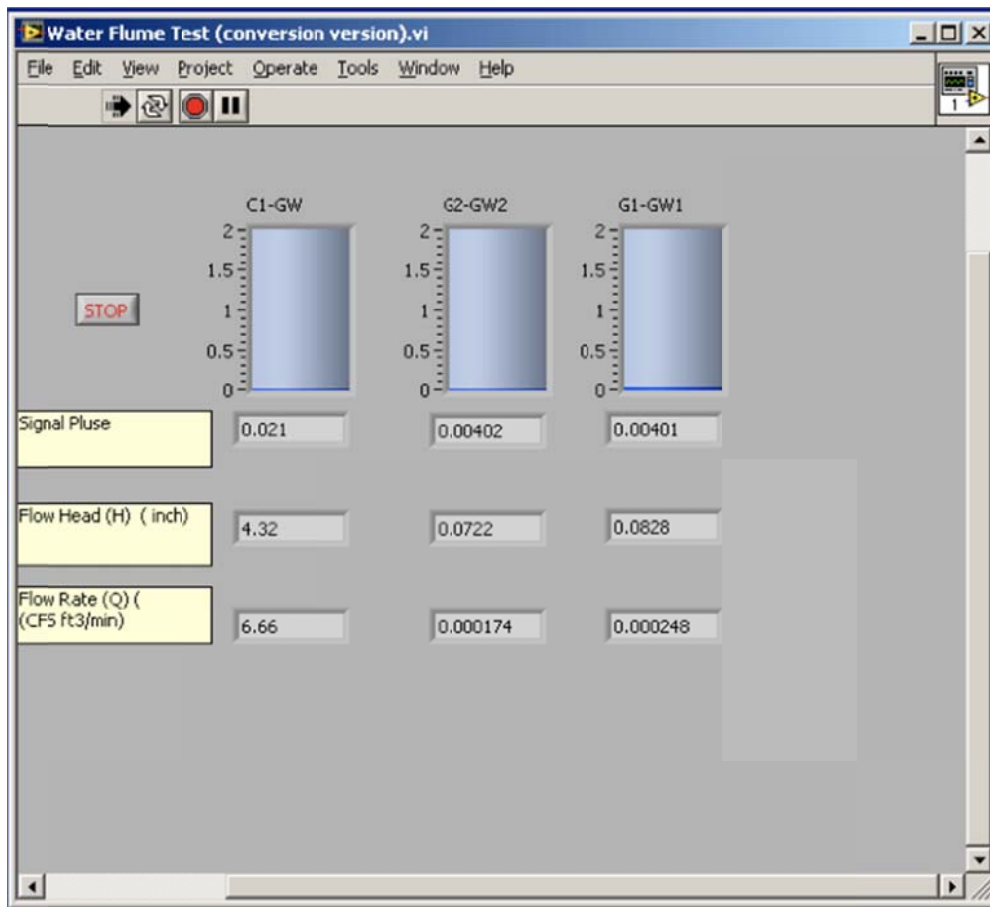 Water Flume Test (conversion version).vi
File Edit View Project Operate Tools Window Help
1
C1-GW G2-GW2 G1-GW1
2 2 2
1.5 1.5 1.5
STOP 1 1 1
0.5 0.5 0.5
0 0 0
Signal Pluse 0.021 0.00402 0.00401
Flow Head (H) ( inch) 4.32 0.0722 0.0828
Flow Rate (Q) (
(CFS ft3/min) 6.66 0.000174 0.000248